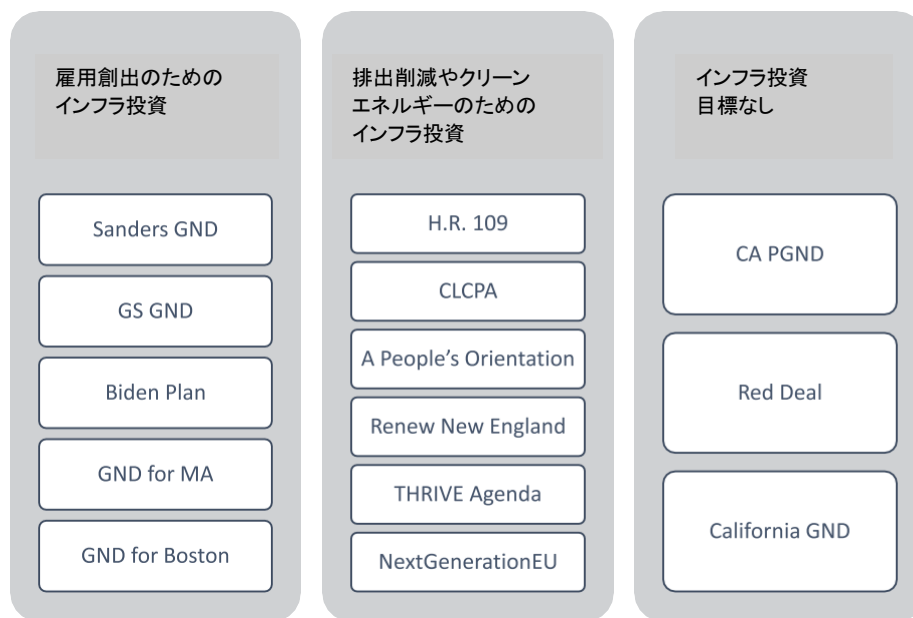 雇用創出のための
インフラ投資
Sanders GND
GS GND
Biden Plan
GND for MA
GND for Boston
排出削減やクリーン
エネルギーのための
インフラ投資
H.R. 109
CLCPA
A People’s Orientation
Renew New England
THRIVE Agenda
NextGenerationEU
インフラ投資
目標なし
CA PGND
Red Deal
California GND